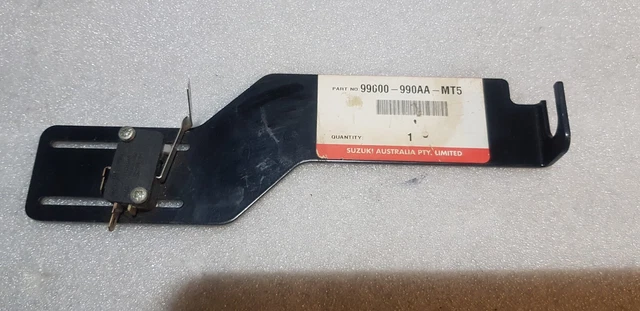 PART NO 99600-990AA-MT5
QUANTITY 1
SUZUKI AUSTRALIA PTY. LIMITED